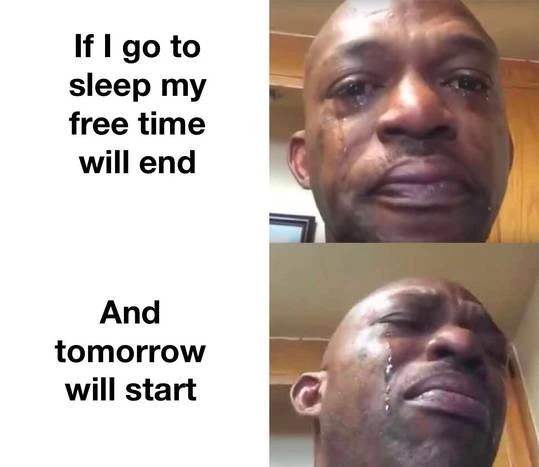 If I go to
sleep my
free time
will end
And
tomorrow
will start